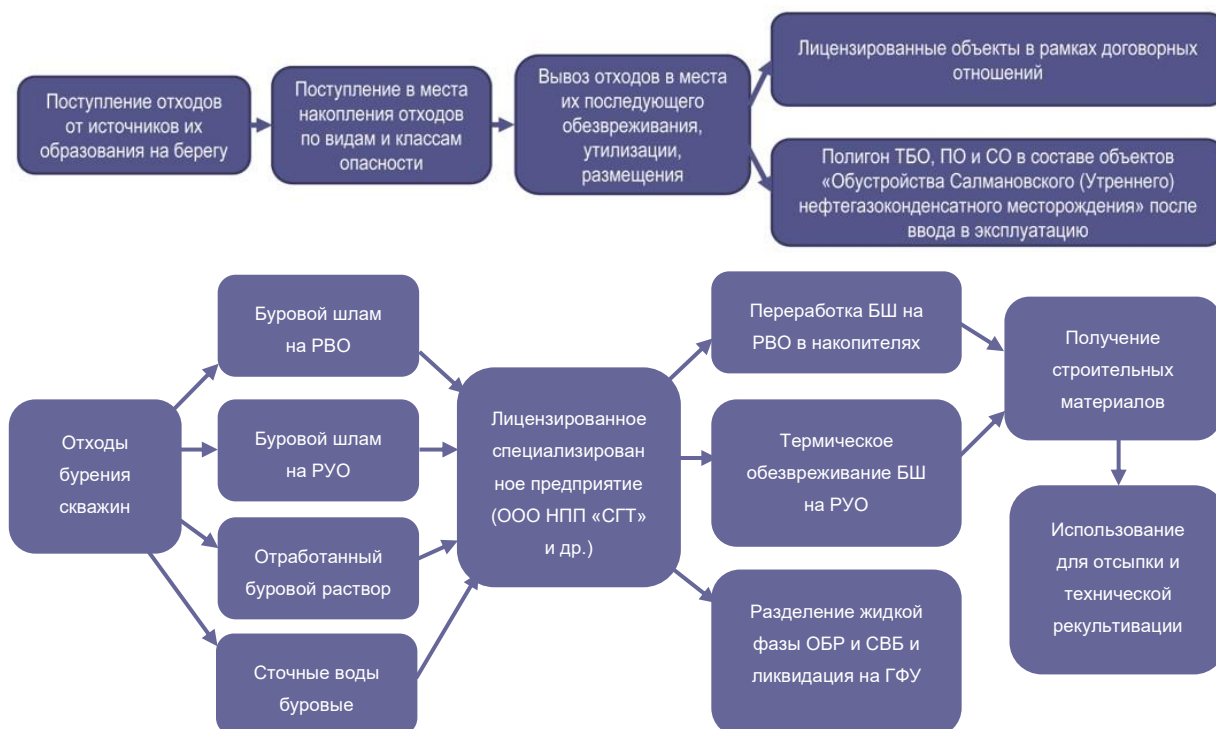 Поступление отходов
от источников их
образования на берегу
Поступление в места
накопления отходов
по видам и классам
опасности
Вывоз отходов в места
их последующего
обезвреживания,
утилизации,
размещения
Лицензированные объекты в рамках договорных
отношений
Полигон ТБО, ПО и СО в составе объектов
«Обустройства Салмановского (Утреннего)
нефтегазоконденсатного месторождения» после
ввода в эксплуатацию
Отходы
бурения
скважин
Буровой шлам
на РВО
Буровой шлам
на РУО
Отработанный
буровой раствор
Сточные воды
буровые
Лицензированное
специализирован
ное предприятие
(ООО НПП «СГТ»
и др.)
Переработка БШ на
РВО в накопителях
Термическое
обезвреживание БШ
на РУО
Разделение жидкой
фазы ОБР и СВБ и
ликвидация на ГФУ
Получение
строительных
материалов
Использование
для отсыпки и
технической
рекультивации